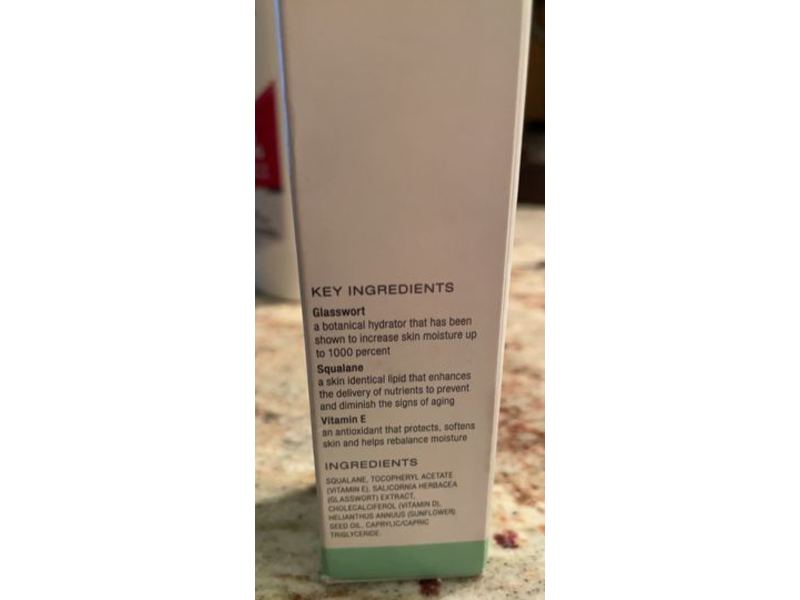 KEY INGREDIENTS
Glasswort
a botanical hydrator that has been
shown to increase skin moisture up
to 1000 percent
Squalane
a skin identical lipid that enhances
the delivery of nutrients to prevent
and diminish the signs of aging
Vitamin E
an antioxidant that protects, softens
skin and helps rebalance moisture
INGREDIENTS
SQUALANE, TOCOPHERYL ACETATE
(VITAMIN E), SALICORNIA HERBACEA
(GLASSWORT) EXTRACT,
CHOLECALCIFEROL (VITAMIN D),
HELIANTHUS ANNUUS (SUNFLOWER)
SEED OIL, CAPRYLIC/CAPRIC
TRIGLYCERIDE.